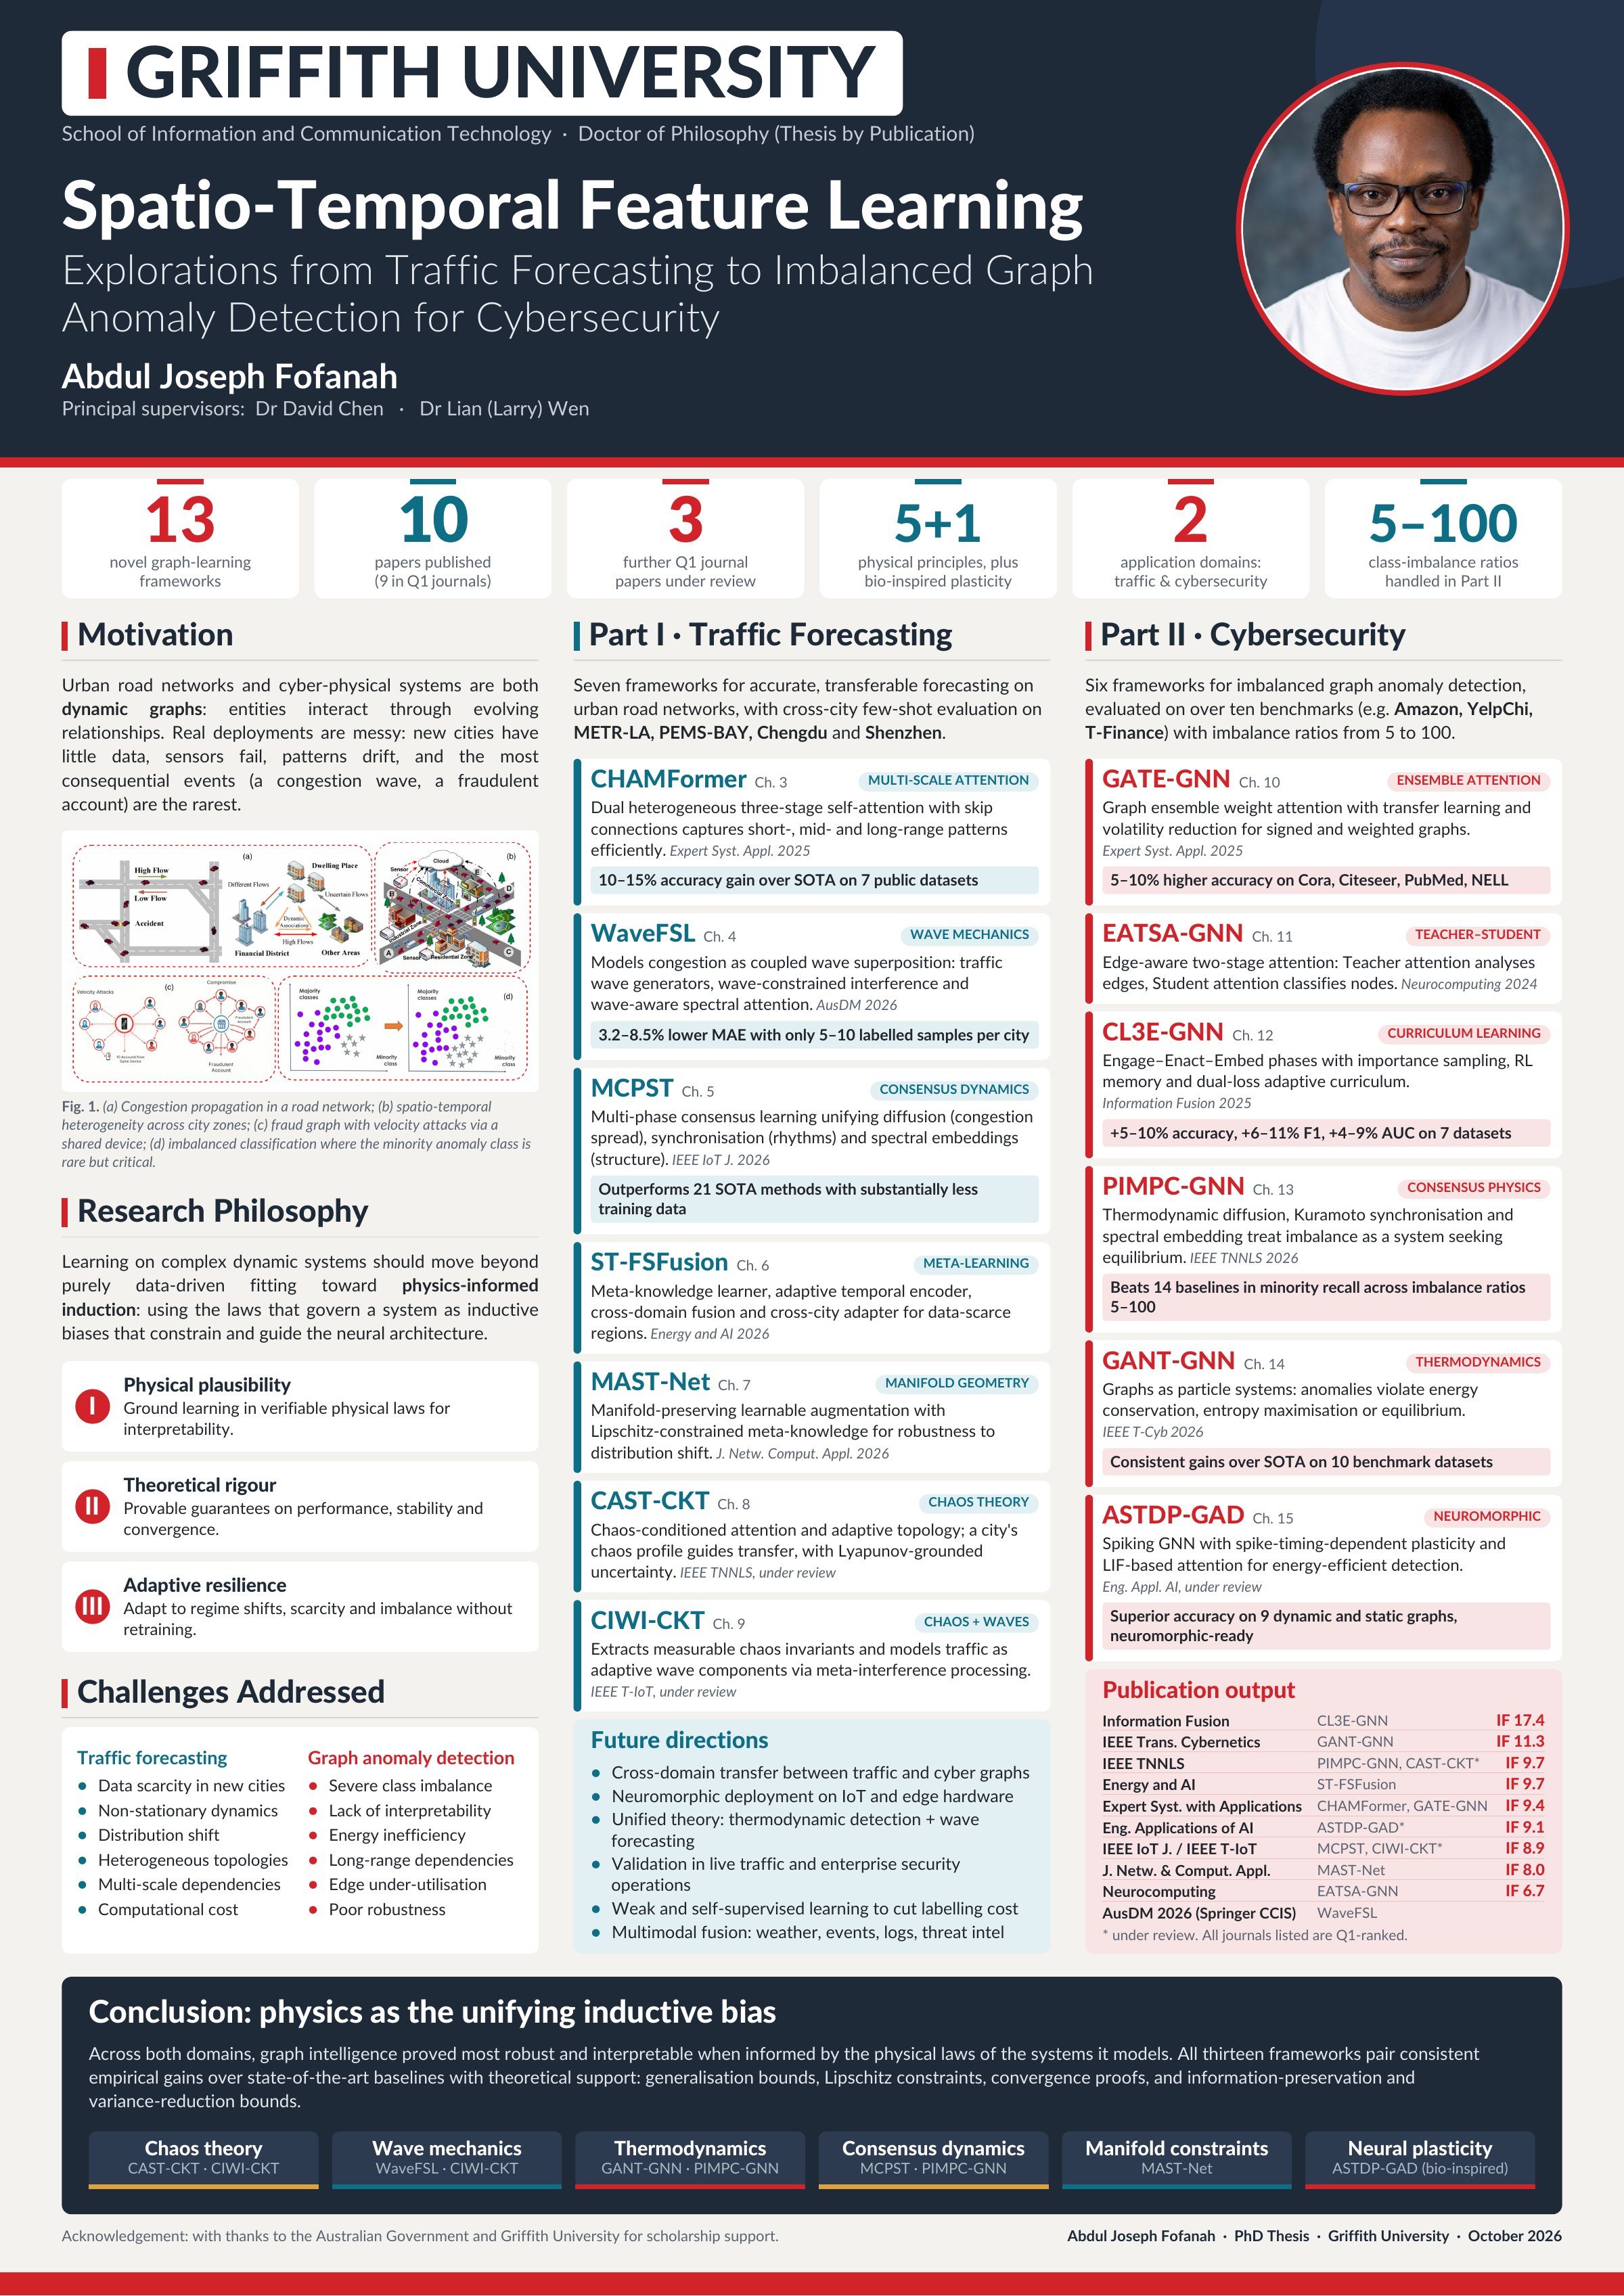 GRIFFITH UNIVERSITY
School of Information and Communication Technology · Doctor of Philosophy (Thesis by Publication)
Spatio-Temporal Feature Learning
Explorations from Traffic Forecasting to Imbalanced Graph
Anomaly Detection for Cybersecurity
Abdul Joseph Fofanah
Principal supervisors: Dr David Chen · Dr Lian (Larry) Wen
13
novel graph-learning
frameworks
10
papers published
(9 in Q1 journals)
3
further Q1 journal
papers under review
5+1
physical principles, plus
bio-inspired plasticity
2
application domains:
traffic & cybersecurity
5–100
class-imbalance ratios
handled in Part II
Motivation
Urban road networks and cyber-physical systems are both
dynamic graphs: entities interact through evolving
relationships. Real deployments are messy: new cities have
little data, sensors fail, patterns drift, and the most
consequential events (a congestion wave, a fraudulent
account) are the rarest.
(a)
High Flow
Low Flow
Accident
Dwelling Place
Different Flows
Uncertain Flows
Dynamic
Associations
High Flows
Financial District
Other Areas
(b)
Cloud
Sensor
A
B
C
D
E
Sensor
Residential Zone
(c)
Velocity Attacks
Compromise
Fraudulent
Account
(d)
Majority
classes
Majority
classes
Minority
class
Minority
class
Fig. 1. (a) Congestion propagation in a road network; (b) spatio-temporal
heterogeneity across city zones; (c) fraud graph with velocity attacks via a
shared device; (d) imbalanced classification where the minority anomaly class is
rare but critical.
Research Philosophy
Learning on complex dynamic systems should move beyond
purely data-driven fitting toward physics-informed
induction: using the laws that govern a system as inductive
biases that constrain and guide the neural architecture.
I
Physical plausibility
Ground learning in verifiable physical laws for
interpretability.
II
Theoretical rigour
Provable guarantees on performance, stability and
convergence.
III
Adaptive resilience
Adapt to regime shifts, scarcity and imbalance without
retraining.
Challenges Addressed
Traffic forecasting
• Data scarcity in new cities
• Non-stationary dynamics
• Distribution shift
• Heterogeneous topologies
• Multi-scale dependencies
• Computational cost
Graph anomaly detection
• Severe class imbalance
• Lack of interpretability
• Energy inefficiency
• Long-range dependencies
• Edge under-utilisation
• Poor robustness
Part I · Traffic Forecasting
Seven frameworks for accurate, transferable forecasting on
urban road networks, with cross-city few-shot evaluation on
METR-LA, PEMS-BAY, Chengdu and Shenzhen.
CHAMFormer Ch. 3 MULTI-SCALE ATTENTION
Dual heterogeneous three-stage self-attention with skip
connections captures short-, mid- and long-range patterns
efficiently. Expert Syst. Appl. 2025
10–15% accuracy gain over SOTA on 7 public datasets
WaveFSL Ch. 4 WAVE MECHANICS
Models congestion as coupled wave superposition: traffic
wave generators, wave-constrained interference and
wave-aware spectral attention. AusDM 2026
3.2–8.5% lower MAE with only 5–10 labelled samples per city
MCPST Ch. 5 CONSENSUS DYNAMICS
Multi-phase consensus learning unifying diffusion (congestion
spread), synchronisation (rhythms) and spectral embeddings
(structure). IEEE IoT J. 2026
Outperforms 21 SOTA methods with substantially less
training data
ST-FSFusion Ch. 6 META-LEARNING
Meta-knowledge learner, adaptive temporal encoder,
cross-domain fusion and cross-city adapter for data-scarce
regions. Energy and AI 2026
MAST-Net Ch. 7 MANIFOLD GEOMETRY
Manifold-preserving learnable augmentation with
Lipschitz-constrained meta-knowledge for robustness to
distribution shift. J. Netw. Comput. Appl. 2026
CAST-CKT Ch. 8 CHAOS THEORY
Chaos-conditioned attention and adaptive topology; a city's
chaos profile guides transfer, with Lyapunov-grounded
uncertainty. IEEE TNNLS, under review
CIWI-CKT Ch. 9 CHAOS + WAVES
Extracts measurable chaos invariants and models traffic as
adaptive wave components via meta-interference processing.
IEEE T-IoT, under review
Future directions
• Cross-domain transfer between traffic and cyber graphs
• Neuromorphic deployment on IoT and edge hardware
• Unified theory: thermodynamic detection + wave
forecasting
• Validation in live traffic and enterprise security
operations
• Weak and self-supervised learning to cut labelling cost
• Multimodal fusion: weather, events, logs, threat intel
Part II · Cybersecurity
Six frameworks for imbalanced graph anomaly detection,
evaluated on over ten benchmarks (e.g. Amazon, YelpChi,
T-Finance) with imbalance ratios from 5 to 100.
GATE-GNN Ch. 10 ENSEMBLE ATTENTION
Graph ensemble weight attention with transfer learning and
volatility reduction for signed and weighted graphs.
Expert Syst. Appl. 2025
5–10% higher accuracy on Cora, Citeseer, PubMed, NELL
EATSA-GNN Ch. 11 TEACHER–STUDENT
Edge-aware two-stage attention: Teacher attention analyses
edges, Student attention classifies nodes. Neurocomputing 2024
CL3E-GNN Ch. 12 CURRICULUM LEARNING
Engage–Enact–Embed phases with importance sampling, RL
memory and dual-loss adaptive curriculum.
Information Fusion 2025
+5–10% accuracy, +6–11% F1, +4–9% AUC on 7 datasets
PIMPC-GNN Ch. 13 CONSENSUS PHYSICS
Thermodynamic diffusion, Kuramoto synchronisation and
spectral embedding treat imbalance as a system seeking
equilibrium. IEEE TNNLS 2026
Beats 14 baselines in minority recall across imbalance ratios
5–100
GANT-GNN Ch. 14 THERMODYNAMICS
Graphs as particle systems: anomalies violate energy
conservation, entropy maximisation or equilibrium.
IEEE T-Cyb 2026
Consistent gains over SOTA on 10 benchmark datasets
ASTDP-GAD Ch. 15 NEUROMORPHIC
Spiking GNN with spike-timing-dependent plasticity and
LIF-based attention for energy-efficient detection.
Eng. Appl. AI, under review
Superior accuracy on 9 dynamic and static graphs,
neuromorphic-ready
Publication output
Information Fusion CL3E-GNN IF 17.4
IEEE Trans. Cybernetics GANT-GNN IF 11.3
IEEE TNNLS PIMPC-GNN, CAST-CKT* IF 9.7
Energy and AI ST-FSFusion IF 9.7
Expert Syst. with Applications CHAMFormer, GATE-GNN IF 9.4
Eng. Applications of AI ASTDP-GAD* IF 9.1
IEEE IoT J. / IEEE T-IoT MCPST, CIWI-CKT* IF 8.9
J. Netw. & Comput. Appl. MAST-Net IF 8.0
Neurocomputing EATSA-GNN IF 6.7
AusDM 2026 (Springer CCIS) WaveFSL
* under review. All journals listed are Q1-ranked.
Conclusion: physics as the unifying inductive bias
Across both domains, graph intelligence proved most robust and interpretable when informed by the physical laws of the systems it models. All thirteen frameworks pair consistent
empirical gains over state-of-the-art baselines with theoretical support: generalisation bounds, Lipschitz constraints, convergence proofs, and information-preservation and
variance-reduction bounds.
Chaos theory
CAST-CKT · CIWI-CKT
Wave mechanics
WaveFSL · CIWI-CKT
Thermodynamics
GANT-GNN · PIMPC-GNN
Consensus dynamics
MCPST · PIMPC-GNN
Manifold constraints
MAST-Net
Neural plasticity
ASTDP-GAD (bio-inspired)
Acknowledgement: with thanks to the Australian Government and Griffith University for scholarship support.
Abdul Joseph Fofanah · PhD Thesis · Griffith University · October 2026